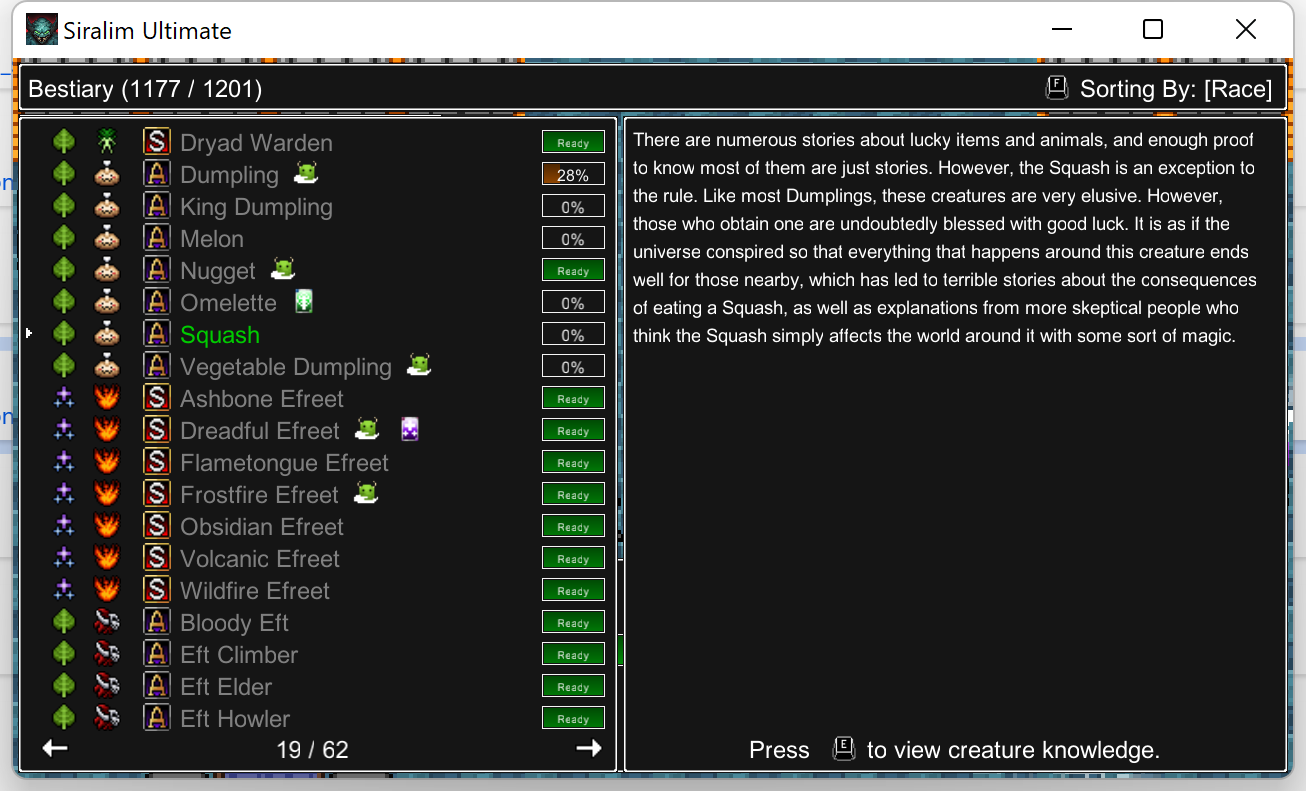 Siralim Ultimate
Bestiary (1177 / 1201)
F Sorting By: [Race]
S Dryad Warden Ready
A Dumpling 28%
A King Dumpling 0%
A Melon 0%
A Nugget Ready
A Omelette 0%
A Squash 0%
A Vegetable Dumpling 0%
S Ashbone Efreet Ready
S Dreadful Efreet Ready
S Flametongue Efreet Ready
S Frostfire Efreet Ready
S Obsidian Efreet Ready
S Volcanic Efreet Ready
S Wildfire Efreet Ready
A Bloody Eft Ready
A Eft Climber Ready
A Eft Elder Ready
A Eft Howler Ready
19 / 62
There are numerous stories about lucky items and animals, and enough proof
to know most of them are just stories. However, the Squash is an exception to
the rule. Like most Dumplings, these creatures are very elusive. However,
those who obtain one are undoubtedly blessed with good luck. It is as if the
universe conspired so that everything that happens around this creature ends
well for those nearby, which has led to terrible stories about the consequences
of eating a Squash, as well as explanations from more skeptical people who
think the Squash simply affects the world around it with some sort of magic.
Press E to view creature knowledge.